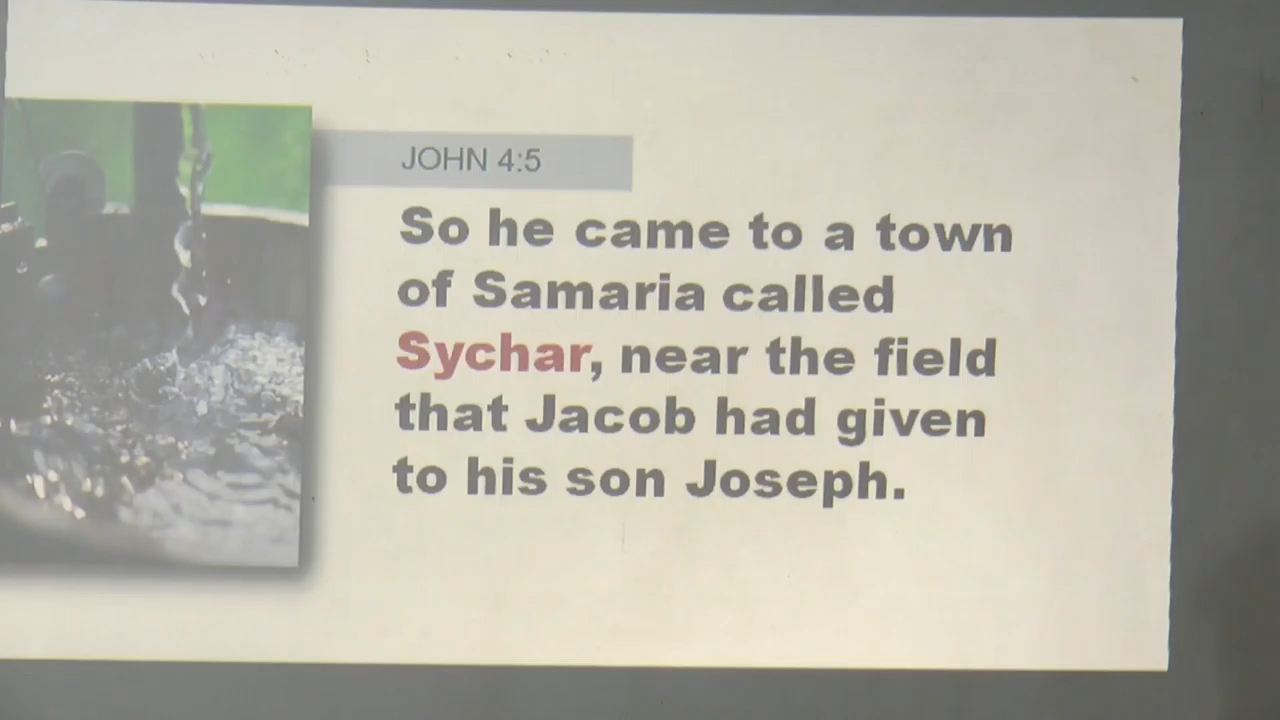 JOHN 4:5
So he came to a town
of Samaria called
Sychar, near the field
that Jacob had given
to his son Joseph.